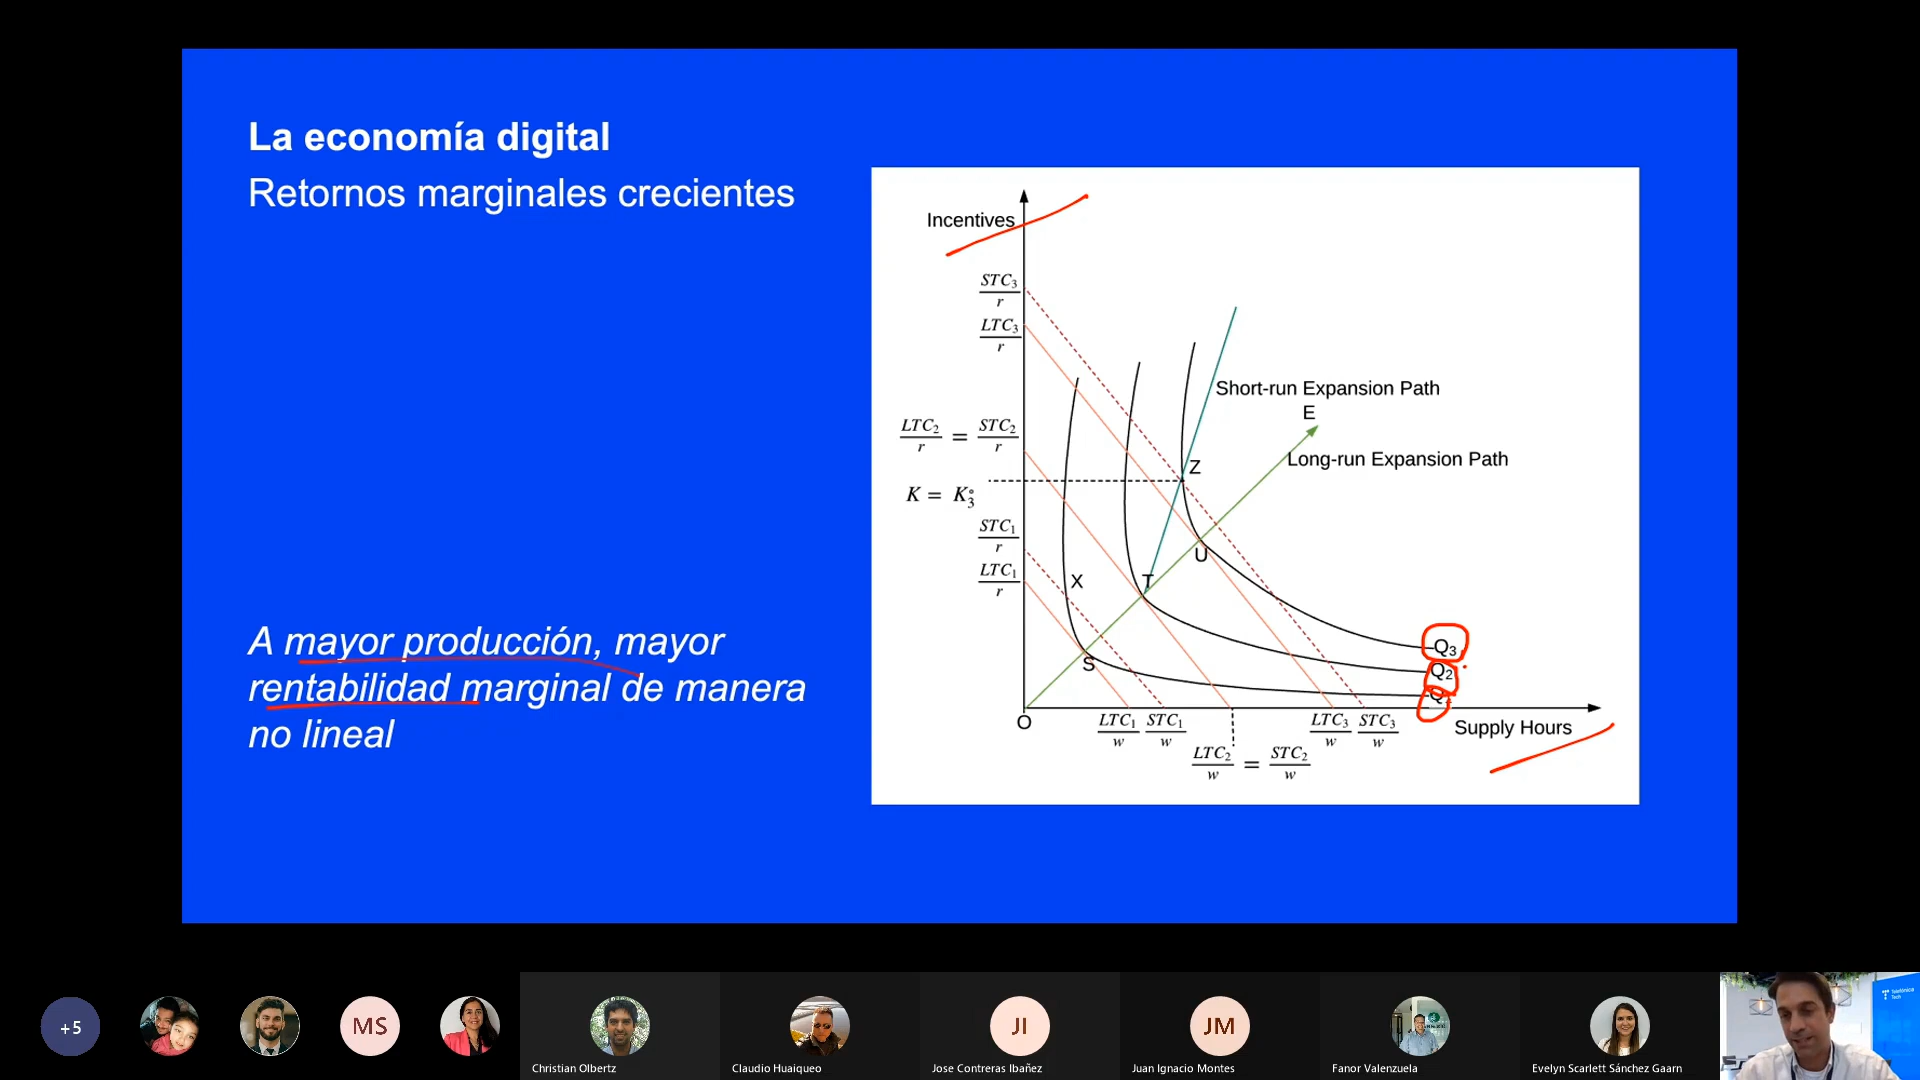 La economía digital
Retornos marginales crecientes
A mayor producción, mayor
rentabilidad marginal de manera
no lineal
Incentives
STC3
r
LTC3
r
LTC2 = STC2
r r
K = K°3
STC1
r
LTC1
r
Short-run Expansion Path
E
Long-run Expansion Path
Z
U
X
T
S
Q3
Q2
O
LTC1 STC1
w w
LTC2 = STC2
w w
LTC3 STC3
w w
Supply Hours
+5
MS
Christian Olbertz
Claudio Huaiqueo
JI
Jose Contreras Ibañez
JM
Juan Ignacio Montes
Fanor Valenzuela
Evelyn Scarlett Sánchez Gaarn
Telefónica
Tech